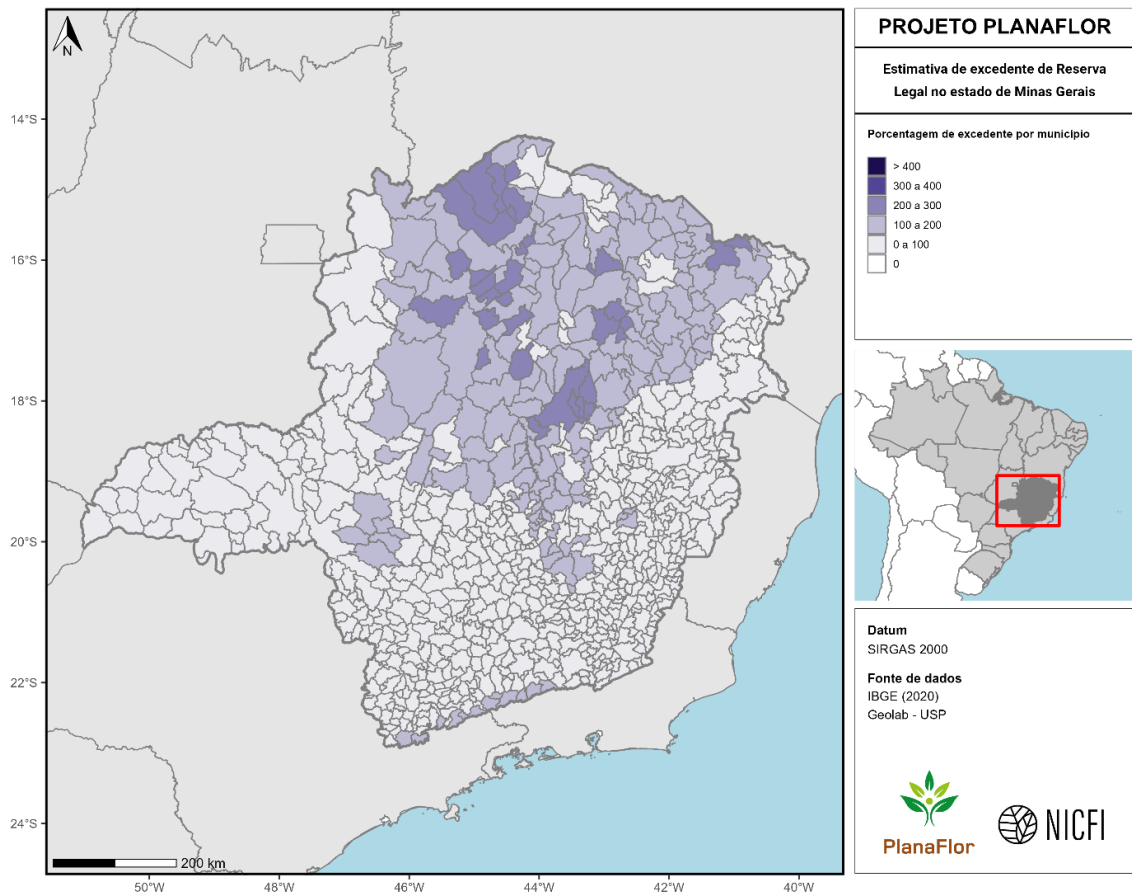 PROJETO PLANAFLOR
Estimativa de excedente de Reserva
Legal no estado de Minas Gerais
Porcentagem de excedente por município
> 400
300 a 400
200 a 300
100 a 200
0 a 100
0
N
14°S
16°S
18°S
20°S
22°S
24°S
200 km
50°W
48°W
46°W
44°W
42°W
40°W
Datum
SIRGAS 2000
Fonte de dados
IBGE (2020)
Geolab - USP
PlanaFlor
NICFI